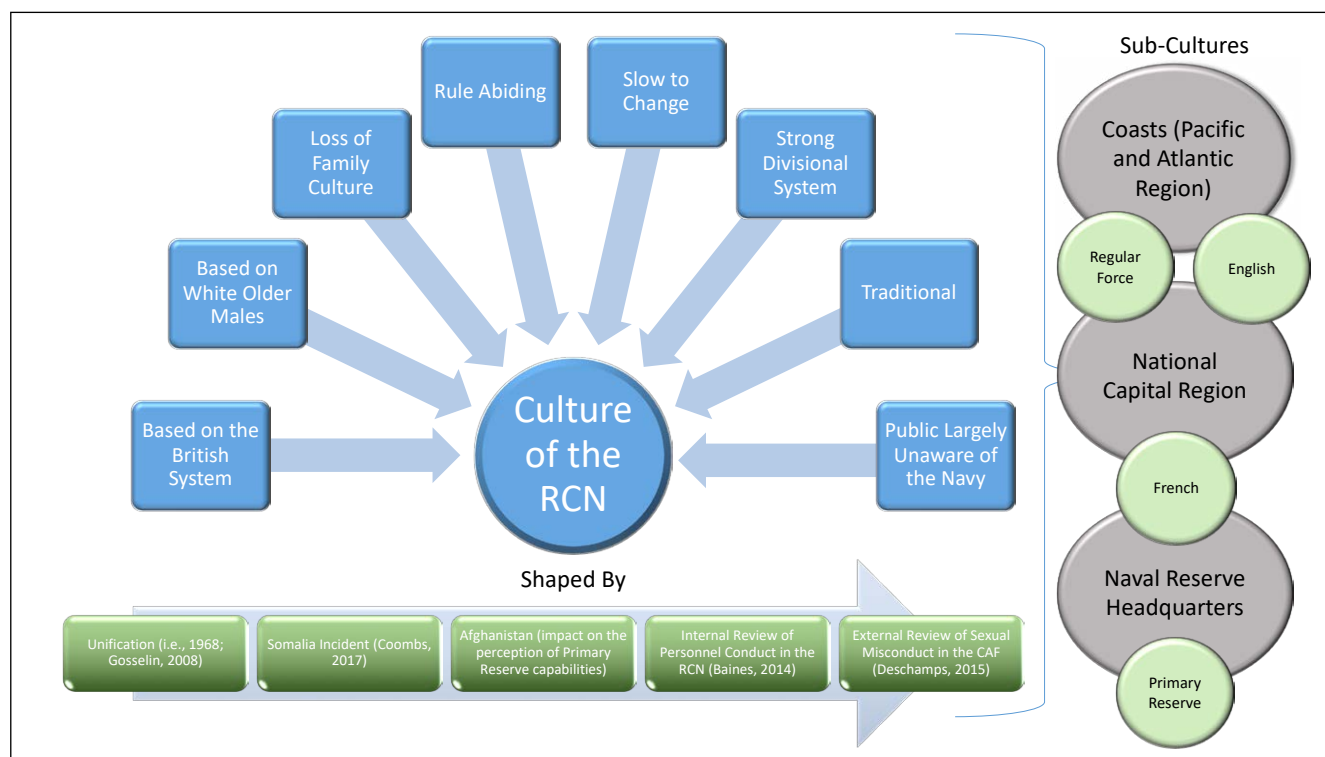 Sub-Cultures
Rule Abiding
Slow to
Change
Loss of
Family
Culture
Strong
Divisional
System
Based on
White Older
Males
Traditional
Based on the
British
System
Public Largely
Unaware of
the Navy
Culture
of the
RCN
Shaped By
Unification (i.e., 1968;
Gosselin, 2008)
Somalia Incident (Coombs,
2017)
Afghanistan (impact on the
perception of Primary
Reserve capabilities)
Internal Review of
Personnel Conduct in the
RCN (Baines, 2014)
External Review of Sexual
Misconduct in the CAF
(Deschamps, 2015)
Coasts (Pacific
and Atlantic
Region)
Regular
Force
English
National
Capital Region
French
Naval Reserve
Headquarters
Primary
Reserve